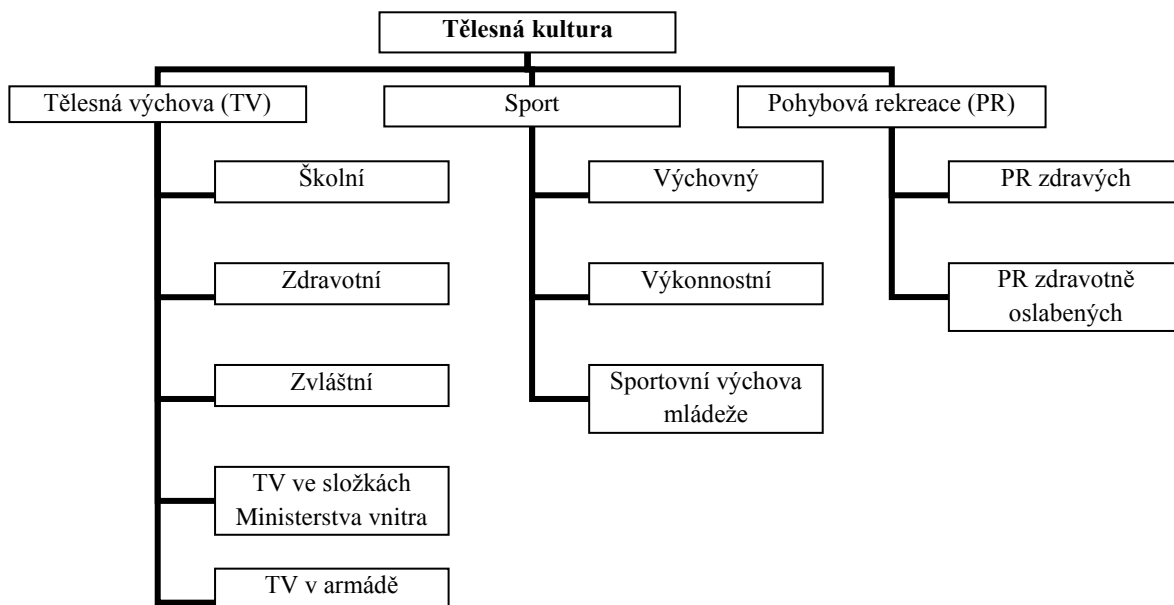 Tělesná kultura
Tělesná výchova (TV)
Sport
Pohybová rekreace (PR)
Školní
Výchovný
PR zdravých
Zdravotní
Výkonnostní
PR zdravotně
oslabených
Zvláštní
Sportovní výchova
mládeže
TV ve složkách
Ministerstva vnitra
TV v armádě